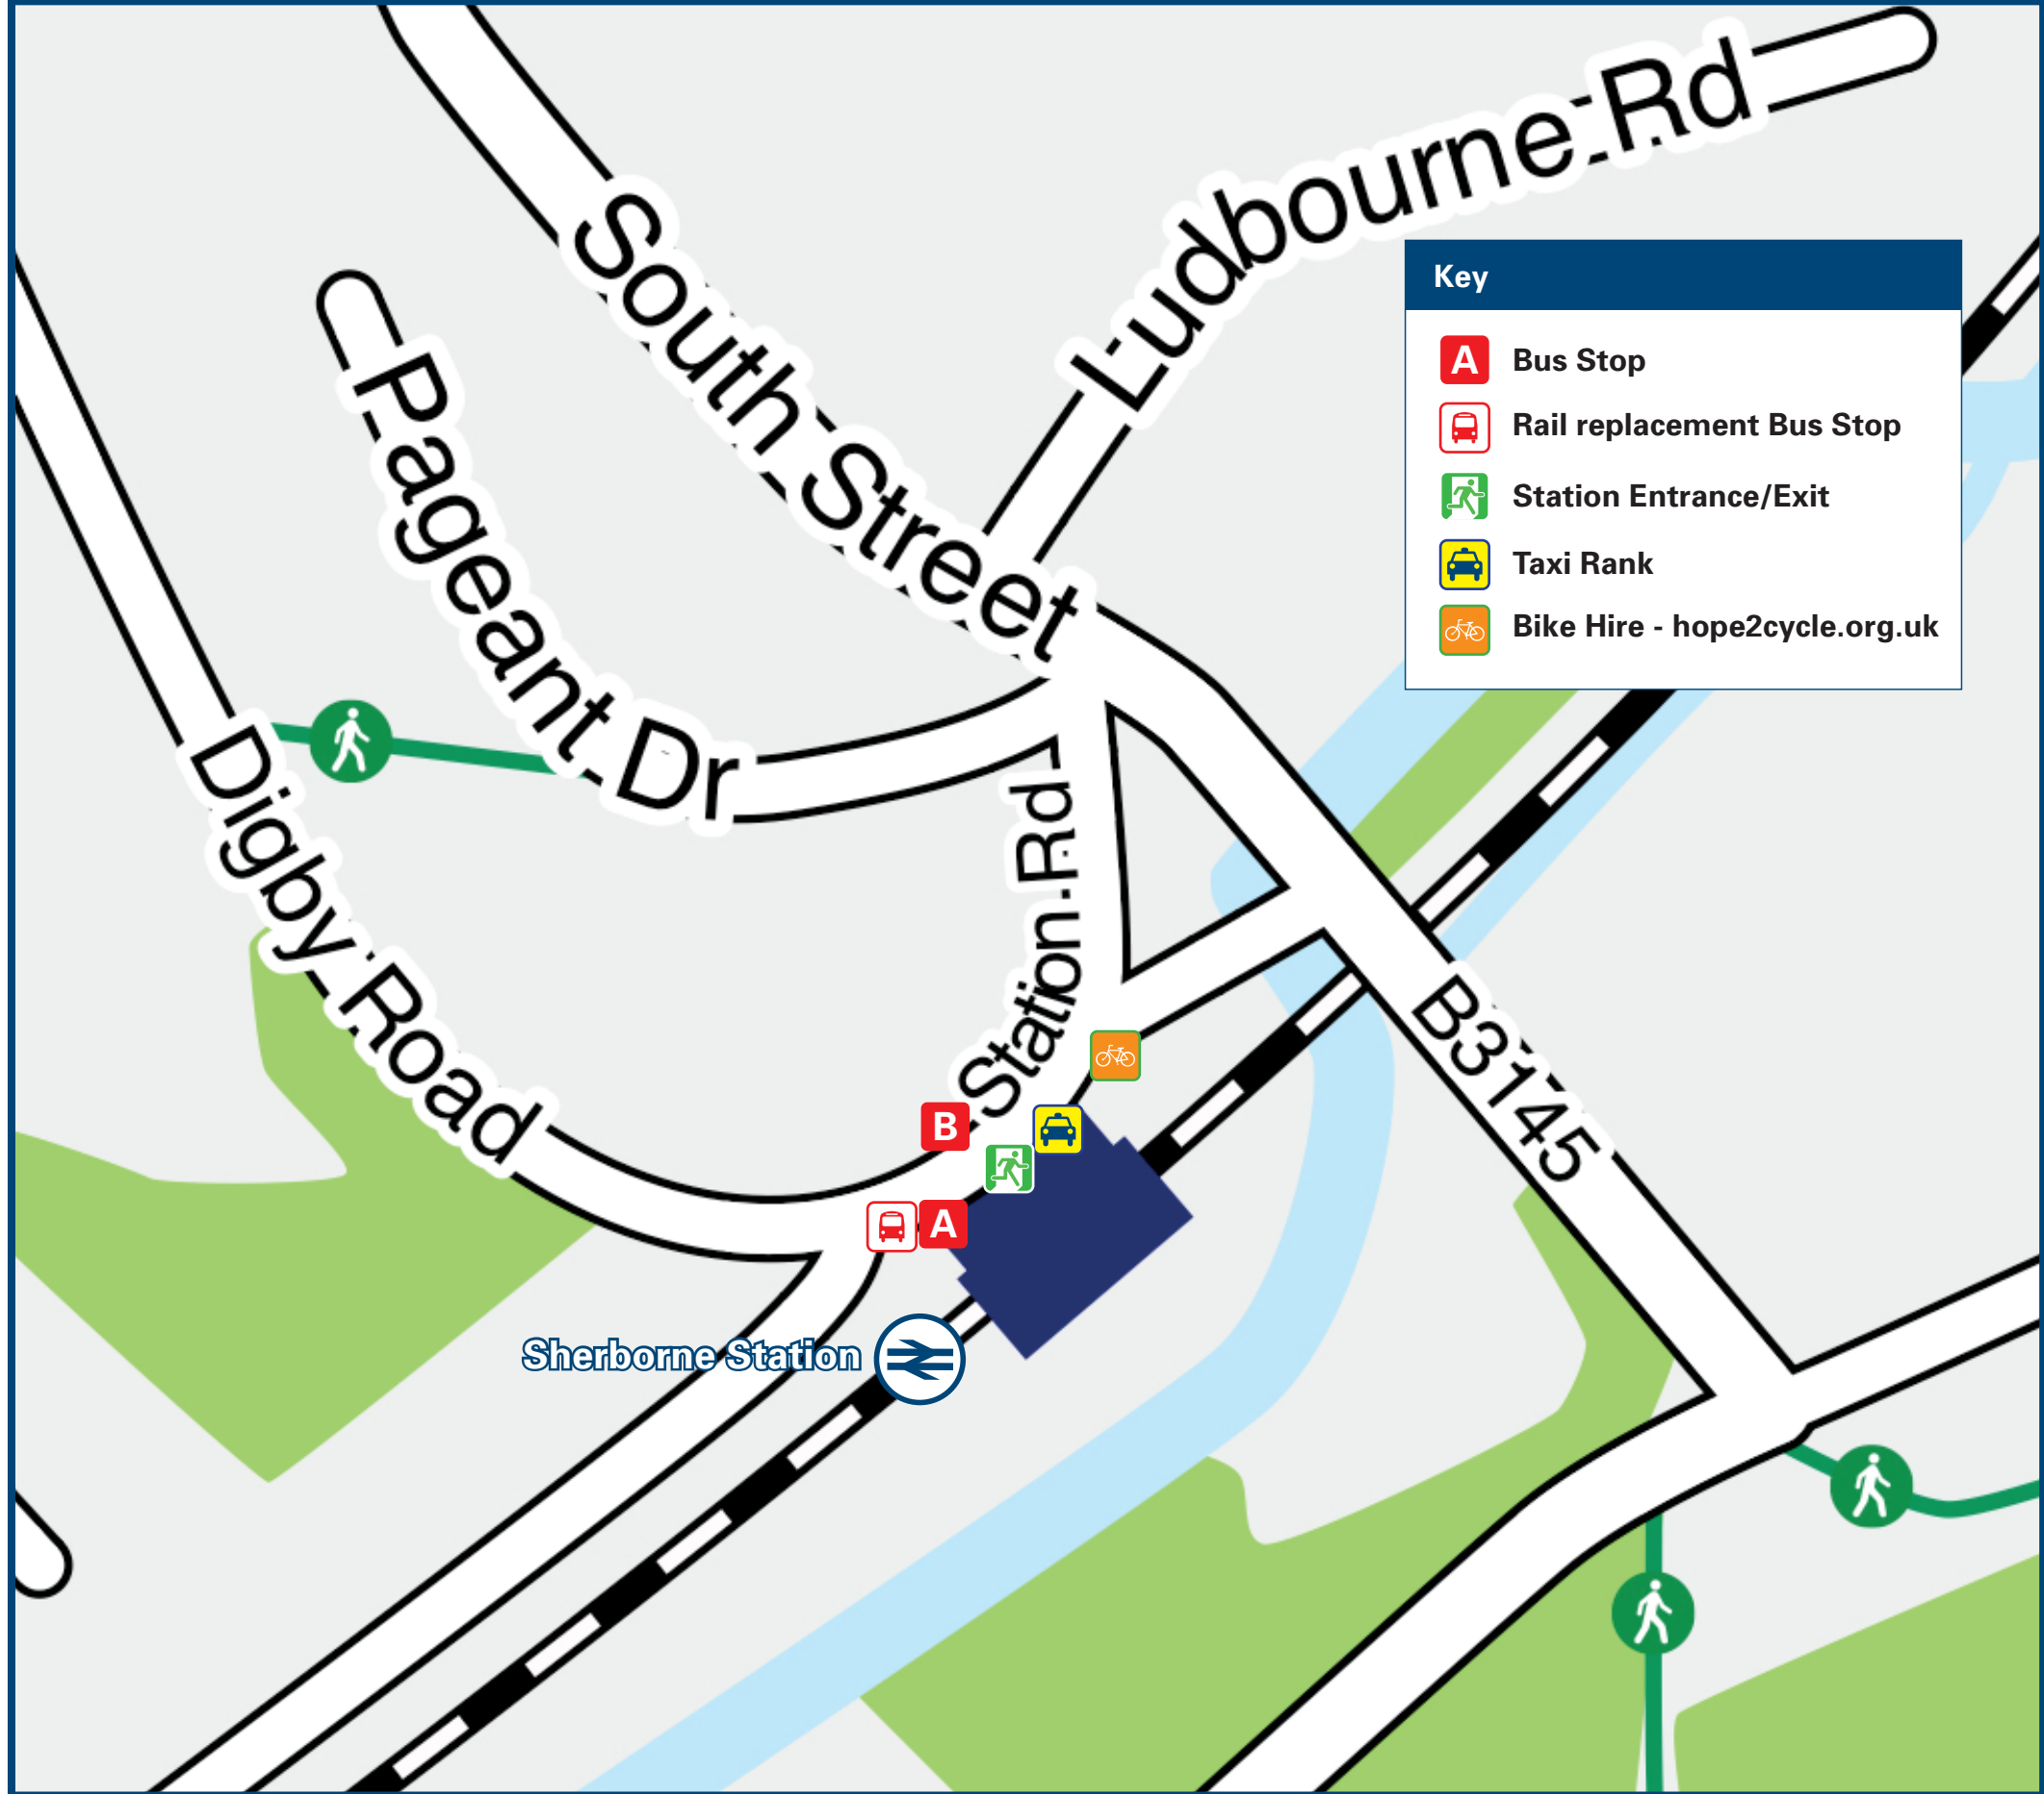 South Street
Ludbourne Rd
Key
A Bus Stop
Rail replacement Bus Stop
Station Entrance/Exit
Taxi Rank
Bike Hire - hope2cycle.org.uk
Pageant Dr
Digby Road
Station Rd
B3145
B
A
Sherborne Station